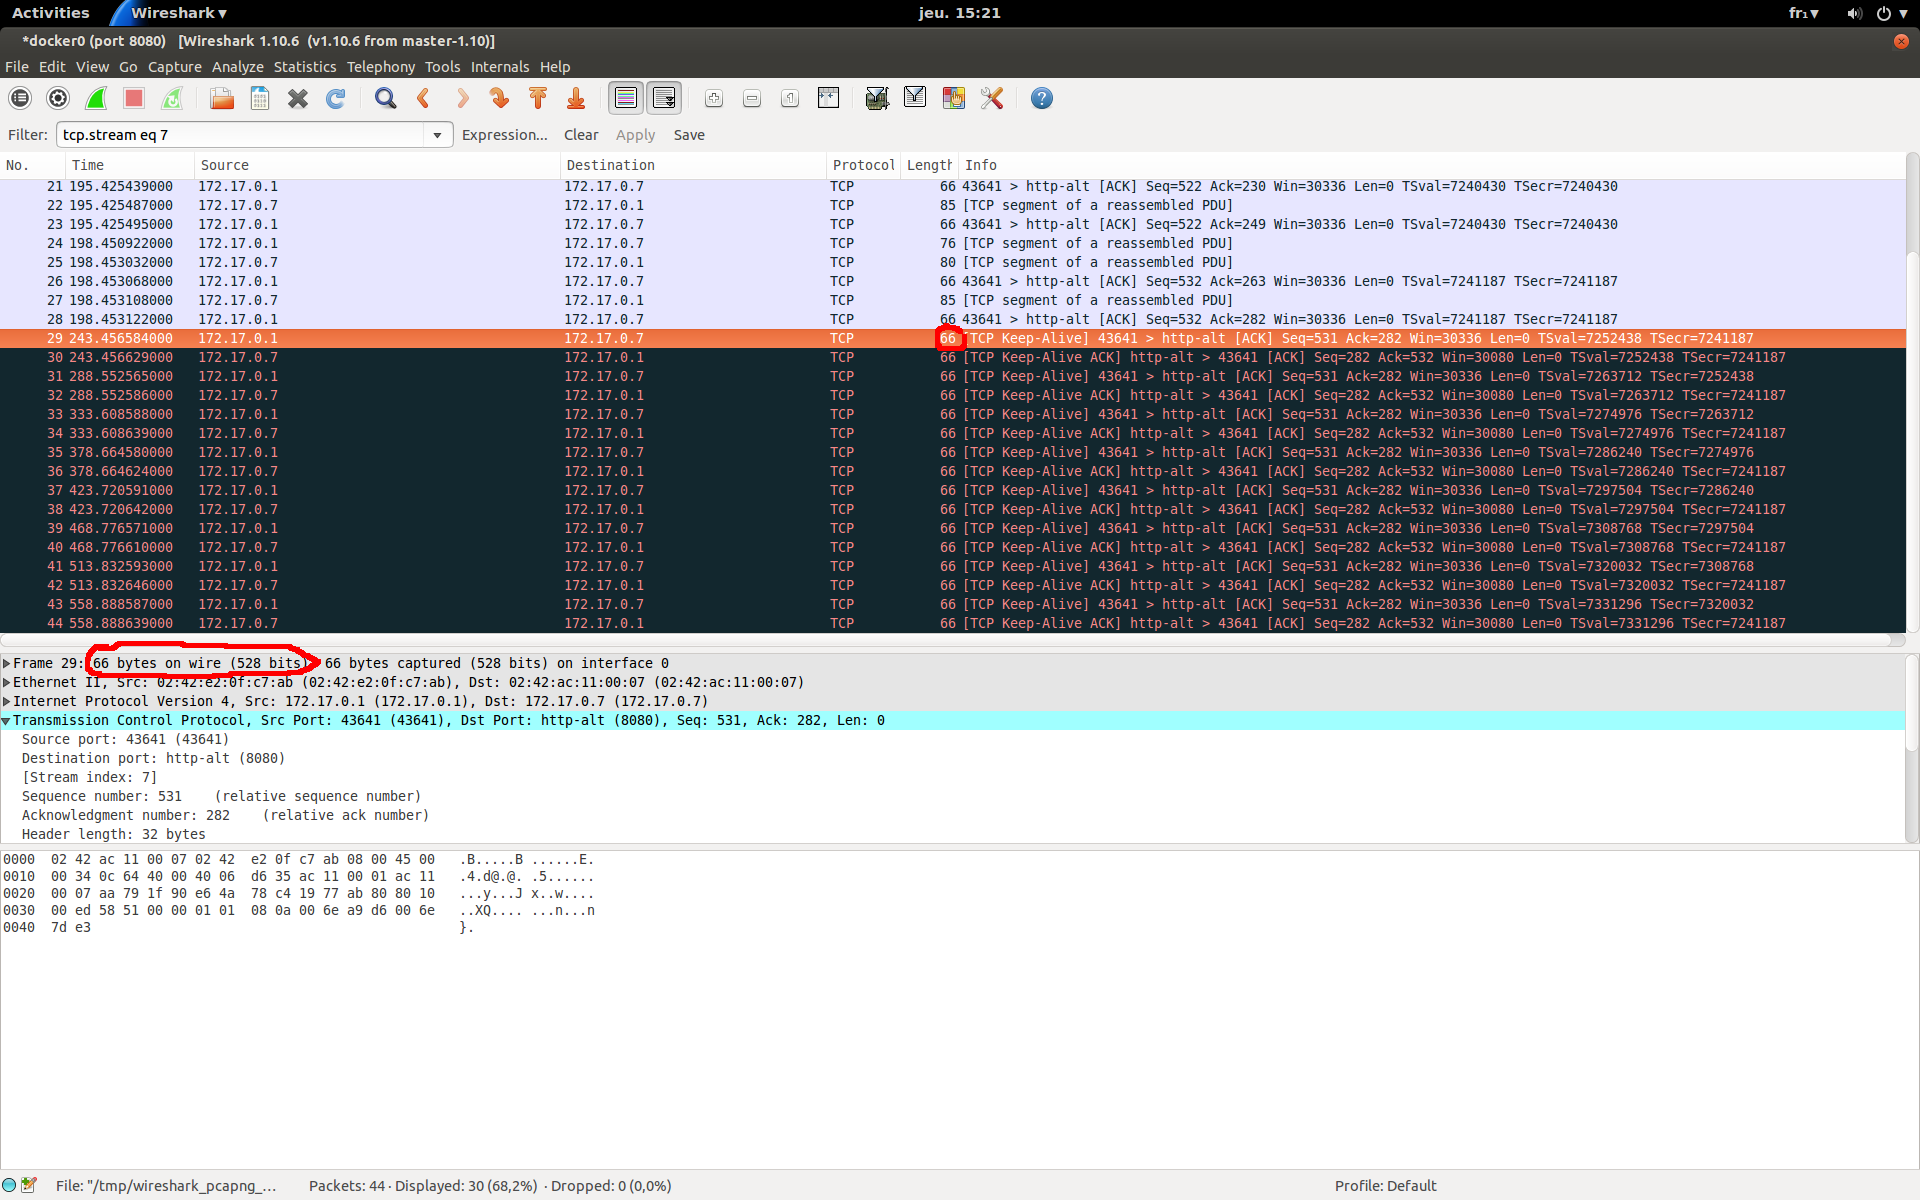 Activities Wireshark ▾ jeu. 15:21 fr₁▾
*docker0 (port 8080) [Wireshark 1.10.6 (v1.10.6 from master-1.10)]
File Edit View Go Capture Analyze Statistics Telephony Tools Internals Help
Filter: tcp.stream eq 7 Expression... Clear Apply Save
No. Time Source Destination Protocol Length Info
21 195.425439000 172.17.0.1 172.17.0.7 TCP 66 43641 > http-alt [ACK] Seq=522 Ack=230 Win=30336 Len=0 TSval=7240430 TSecr=7240430
22 195.425487000 172.17.0.7 172.17.0.1 TCP 85 [TCP segment of a reassembled PDU]
23 195.425495000 172.17.0.1 172.17.0.7 TCP 66 43641 > http-alt [ACK] Seq=522 Ack=249 Win=30336 Len=0 TSval=7240430 TSecr=7240430
24 198.450922000 172.17.0.1 172.17.0.7 TCP 76 [TCP segment of a reassembled PDU]
25 198.453032000 172.17.0.7 172.17.0.1 TCP 80 [TCP segment of a reassembled PDU]
26 198.453068000 172.17.0.1 172.17.0.7 TCP 66 43641 > http-alt [ACK] Seq=532 Ack=263 Win=30336 Len=0 TSval=7241187 TSecr=7241187
27 198.453108000 172.17.0.7 172.17.0.1 TCP 85 [TCP segment of a reassembled PDU]
28 198.453122000 172.17.0.1 172.17.0.7 TCP 66 43641 > http-alt [ACK] Seq=532 Ack=282 Win=30336 Len=0 TSval=7241187 TSecr=7241187
29 243.456584000 172.17.0.1 172.17.0.7 TCP 66 [TCP Keep-Alive] 43641 > http-alt [ACK] Seq=531 Ack=282 Win=30336 Len=0 TSval=7252438 TSecr=7241187
30 243.456629000 172.17.0.7 172.17.0.1 TCP 66 [TCP Keep-Alive ACK] http-alt > 43641 [ACK] Seq=282 Ack=532 Win=30080 Len=0 TSval=7252438 TSecr=7241187
31 288.552565000 172.17.0.1 172.17.0.7 TCP 66 [TCP Keep-Alive] 43641 > http-alt [ACK] Seq=531 Ack=282 Win=30336 Len=0 TSval=7263712 TSecr=7252438
32 288.552586000 172.17.0.7 172.17.0.1 TCP 66 [TCP Keep-Alive ACK] http-alt > 43641 [ACK] Seq=282 Ack=532 Win=30080 Len=0 TSval=7263712 TSecr=7241187
33 333.608588000 172.17.0.1 172.17.0.7 TCP 66 [TCP Keep-Alive] 43641 > http-alt [ACK] Seq=531 Ack=282 Win=30336 Len=0 TSval=7274976 TSecr=7263712
34 333.608639000 172.17.0.7 172.17.0.1 TCP 66 [TCP Keep-Alive ACK] http-alt > 43641 [ACK] Seq=282 Ack=532 Win=30080 Len=0 TSval=7274976 TSecr=7241187
35 378.664580000 172.17.0.1 172.17.0.7 TCP 66 [TCP Keep-Alive] 43641 > http-alt [ACK] Seq=531 Ack=282 Win=30336 Len=0 TSval=7286240 TSecr=7274976
36 378.664624000 172.17.0.7 172.17.0.1 TCP 66 [TCP Keep-Alive ACK] http-alt > 43641 [ACK] Seq=282 Ack=532 Win=30080 Len=0 TSval=7286240 TSecr=7241187
37 423.720591000 172.17.0.1 172.17.0.7 TCP 66 [TCP Keep-Alive] 43641 > http-alt [ACK] Seq=531 Ack=282 Win=30336 Len=0 TSval=7297504 TSecr=7286240
38 423.720642000 172.17.0.7 172.17.0.1 TCP 66 [TCP Keep-Alive ACK] http-alt > 43641 [ACK] Seq=282 Ack=532 Win=30080 Len=0 TSval=7297504 TSecr=7241187
39 468.776571000 172.17.0.1 172.17.0.7 TCP 66 [TCP Keep-Alive] 43641 > http-alt [ACK] Seq=531 Ack=282 Win=30336 Len=0 TSval=7308768 TSecr=7297504
40 468.776610000 172.17.0.7 172.17.0.1 TCP 66 [TCP Keep-Alive ACK] http-alt > 43641 [ACK] Seq=282 Ack=532 Win=30080 Len=0 TSval=7308768 TSecr=7241187
41 513.832593000 172.17.0.1 172.17.0.7 TCP 66 [TCP Keep-Alive] 43641 > http-alt [ACK] Seq=531 Ack=282 Win=30336 Len=0 TSval=7320032 TSecr=7308768
42 513.832646000 172.17.0.7 172.17.0.1 TCP 66 [TCP Keep-Alive ACK] http-alt > 43641 [ACK] Seq=282 Ack=532 Win=30080 Len=0 TSval=7320032 TSecr=7241187
43 558.888587000 172.17.0.1 172.17.0.7 TCP 66 [TCP Keep-Alive] 43641 > http-alt [ACK] Seq=531 Ack=282 Win=30336 Len=0 TSval=7331296 TSecr=7320032
44 558.888639000 172.17.0.7 172.17.0.1 TCP 66 [TCP Keep-Alive ACK] http-alt > 43641 [ACK] Seq=282 Ack=532 Win=30080 Len=0 TSval=7331296 TSecr=7241187
Frame 29: 66 bytes on wire (528 bits), 66 bytes captured (528 bits) on interface 0
Ethernet II, Src: 02:42:e2:0f:c7:ab (02:42:e2:0f:c7:ab), Dst: 02:42:ac:11:00:07 (02:42:ac:11:00:07)
Internet Protocol Version 4, Src: 172.17.0.1 (172.17.0.1), Dst: 172.17.0.7 (172.17.0.7)
Transmission Control Protocol, Src Port: 43641 (43641), Dst Port: http-alt (8080), Seq: 531, Ack: 282, Len: 0
Source port: 43641 (43641)
Destination port: http-alt (8080)
[Stream index: 7]
Sequence number: 531 (relative sequence number)
Acknowledgment number: 282 (relative ack number)
Header length: 32 bytes
0000 02 42 ac 11 00 07 02 42 e2 0f c7 ab 08 00 45 00 .B.....B ......E.
0010 00 34 0c 64 40 00 40 06 d6 35 ac 11 00 01 ac 11 .4.d@.@. .5......
0020 00 07 aa 79 1f 90 e6 4a 78 c4 19 77 ab 80 80 10 ...y...J x..w....
0030 00 ed 58 51 00 00 01 01 08 0a 00 6e a9 d6 00 6e ..XQ.... ...n...n
0040 7d e3 }.
File: "/tmp/wireshark_pcapng_... Packets: 44 · Displayed: 30 (68,2%) · Dropped: 0 (0,0%) Profile: Default